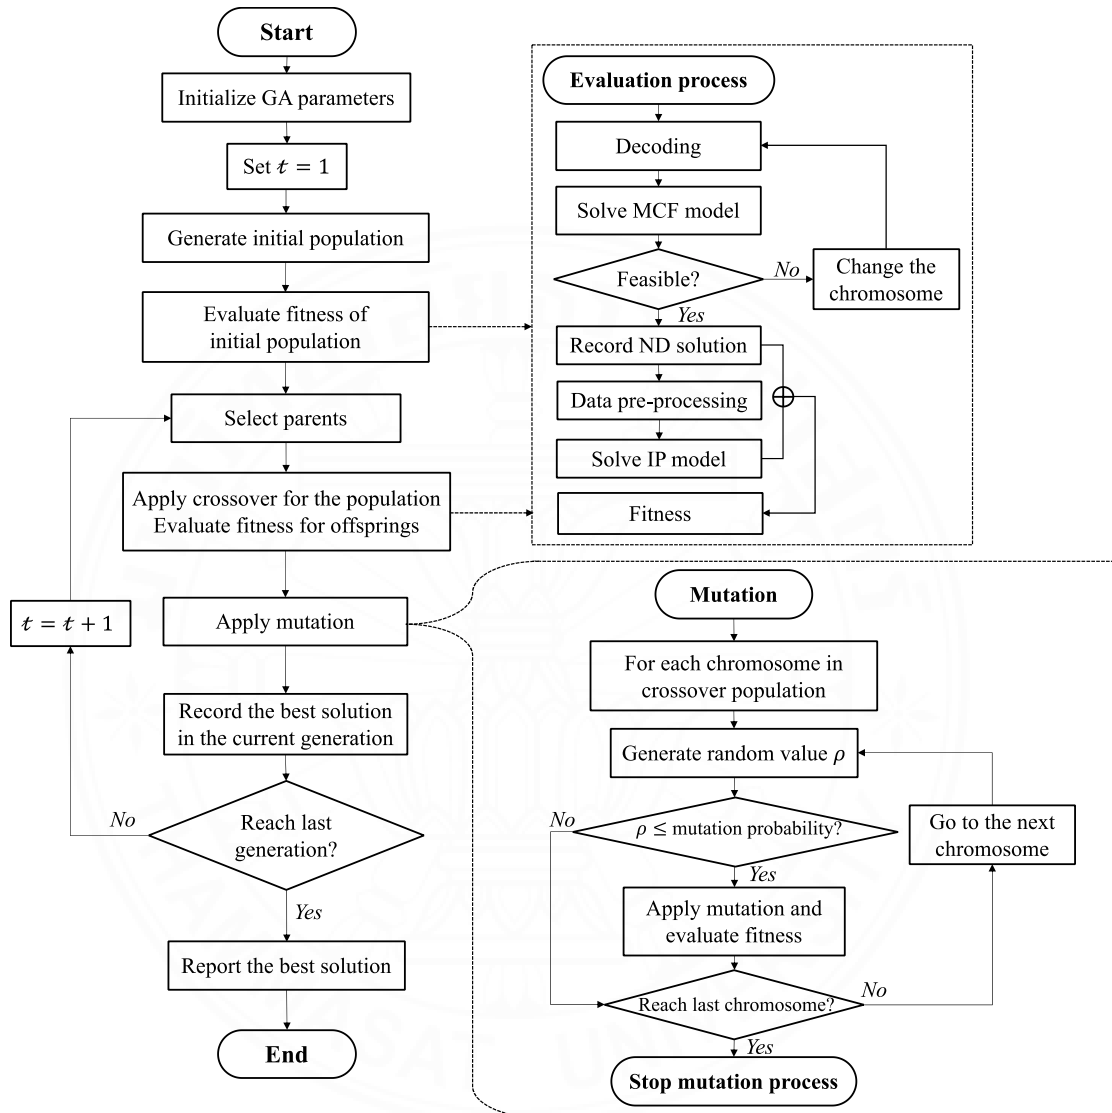 Start
Initialize GA parameters
Set t = 1
Generate initial population
Evaluate fitness of
initial population
Select parents
Apply crossover for the population
Evaluate fitness for offsprings
Apply mutation
t = t + 1
Record the best solution
in the current generation
Reach last
generation?
No
Yes
Report the best solution
End
Evaluation process
Decoding
Solve MCF model
Feasible?
No
Change the
chromosome
Yes
Record ND solution
Data pre-processing
Solve IP model
Fitness
Mutation
For each chromosome in
crossover population
Generate random value ρ
ρ ≤ mutation probability?
No
Yes
Go to the next
chromosome
Apply mutation and
evaluate fitness
Reach last chromosome?
No
Yes
Stop mutation process